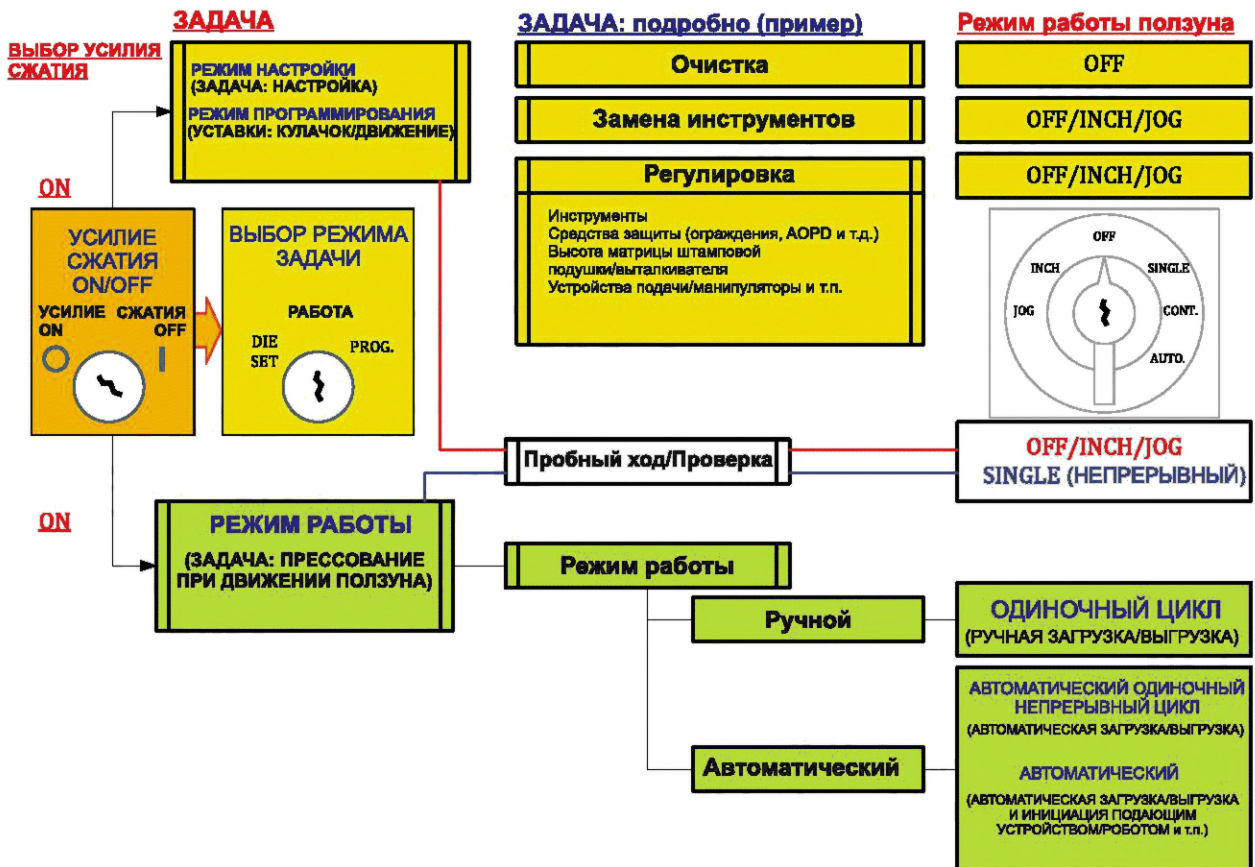 ЗАДАЧА
ЗАДАЧА: подробно (пример)
Режим работы ползуна
ВЫБОР УСИЛИЯ
СЖАТИЯ
РЕЖИМ НАСТРОЙКИ
(ЗАДАЧА: НАСТРОЙКА)
РЕЖИМ ПРОГРАММИРОВАНИЯ
(УСТАВКИ: КУЛАЧОК/ДВИЖЕНИЕ)
Очистка
OFF
Замена инструментов
OFF/INCH/JOG
Регулировка
OFF/INCH/JOG
Инструменты
Средства защиты (ограждения, AOPD и т.д.)
Высота матрицы штамповой
подушки/выталкивателя
Устройства подачи/манипуляторы и т.п.
ON
УСИЛИЕ
СЖАТИЯ
ON/OFF
УСИЛИЕ СЖАТИЯ
ON OFF
ВЫБОР РЕЖИМА
ЗАДАЧИ
РАБОТА
DIE
SET
PROG.
OFF
INCH
SINGLE
JOG
CONT.
AUTO.
Пробный ход/Проверка
OFF/INCH/JOG
SINGLE (НЕПРЕРЫВНЫЙ)
ON
РЕЖИМ РАБОТЫ
(ЗАДАЧА: ПРЕССОВАНИЕ
ПРИ ДВИЖЕНИИ ПОЛЗУНА)
Режим работы
Ручной
ОДИНОЧНЫЙ ЦИКЛ
(РУЧНАЯ ЗАГРУЗКА/ВЫГРУЗКА)
Автоматический
АВТОМАТИЧЕСКИЙ ОДИНОЧНЫЙ
НЕПРЕРЫВНЫЙ ЦИКЛ
(АВТОМАТИЧЕСКАЯ ЗАГРУЗКА/ВЫГРУЗКА)
АВТОМАТИЧЕСКИЙ
(АВТОМАТИЧЕСКАЯ ЗАГРУЗКА/ВЫГРУЗКА
И ИНИЦИАЦИЯ ПОДАЮЩИМ
УСТРОЙСТВОМ/РОБОТОМ и т.п.)